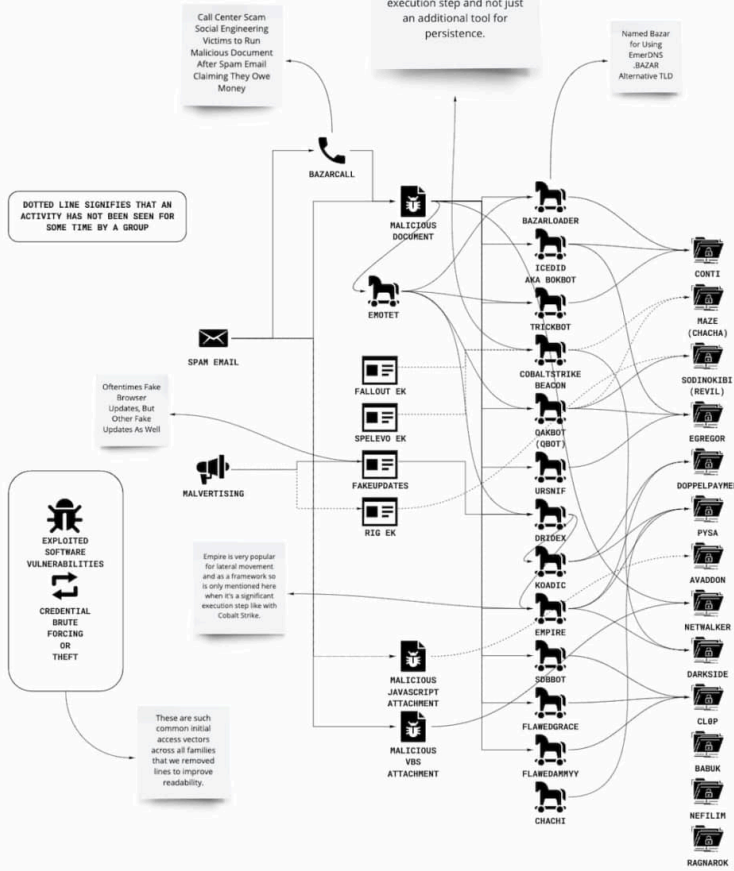 execution step and not just
an additional tool for
persistence.
Call Center Scam
Social Engineering
Victims to Run
Malicious Document
After Spam Email
Claiming They Owe
Money
Named Bazar
for Using
EmerDNS
.BAZAR
Alternative TLD
BAZARCALL
DOTTED LINE SIGNIFIES THAT AN
ACTIVITY HAS NOT BEEN SEEN FOR
SOME TIME BY A GROUP
MALICIOUS
DOCUMENT
EMOTET
SPAM EMAIL
FALLOUT EK
SPELEVO EK
FAKEUPDATES
RIG EK
Oftentimes Fake
Browser
Updates, But
Other Fake
Updates As Well
MALVERTISING
EXPLOITED
SOFTWARE
VULNERABILITIES
CREDENTIAL
BRUTE
FORCING
OR
THEFT
Empire is very popular
for lateral movement
and as a framework so
is only mentioned here
when it's a significant
execution step like with
Cobalt Strike.
MALICIOUS
JAVASCRIPT
ATTACHMENT
MALICIOUS
VBS
ATTACHMENT
These are such
common initial
access vectors
across all families
that we removed
lines to improve
readability.
BAZARLOADER
ICEDID
AKA BOKBOT
TRICKBOT
COBALTSTRIKE
BEACON
QAKBOT
(QBOT)
URSNIF
DRIDEX
KOADIC
EMPIRE
SDBBOT
FLAWEDGRACE
FLAWEDAMMYY
CHACHI
CONTI
MAZE
(CHACHA)
SODINOKIBI
(REVIL)
EGREGOR
DOPPELPAYME
PYSA
AVADDON
NETWALKER
DARKSIDE
CL0P
BABUK
NEFILIM
RAGNAROK